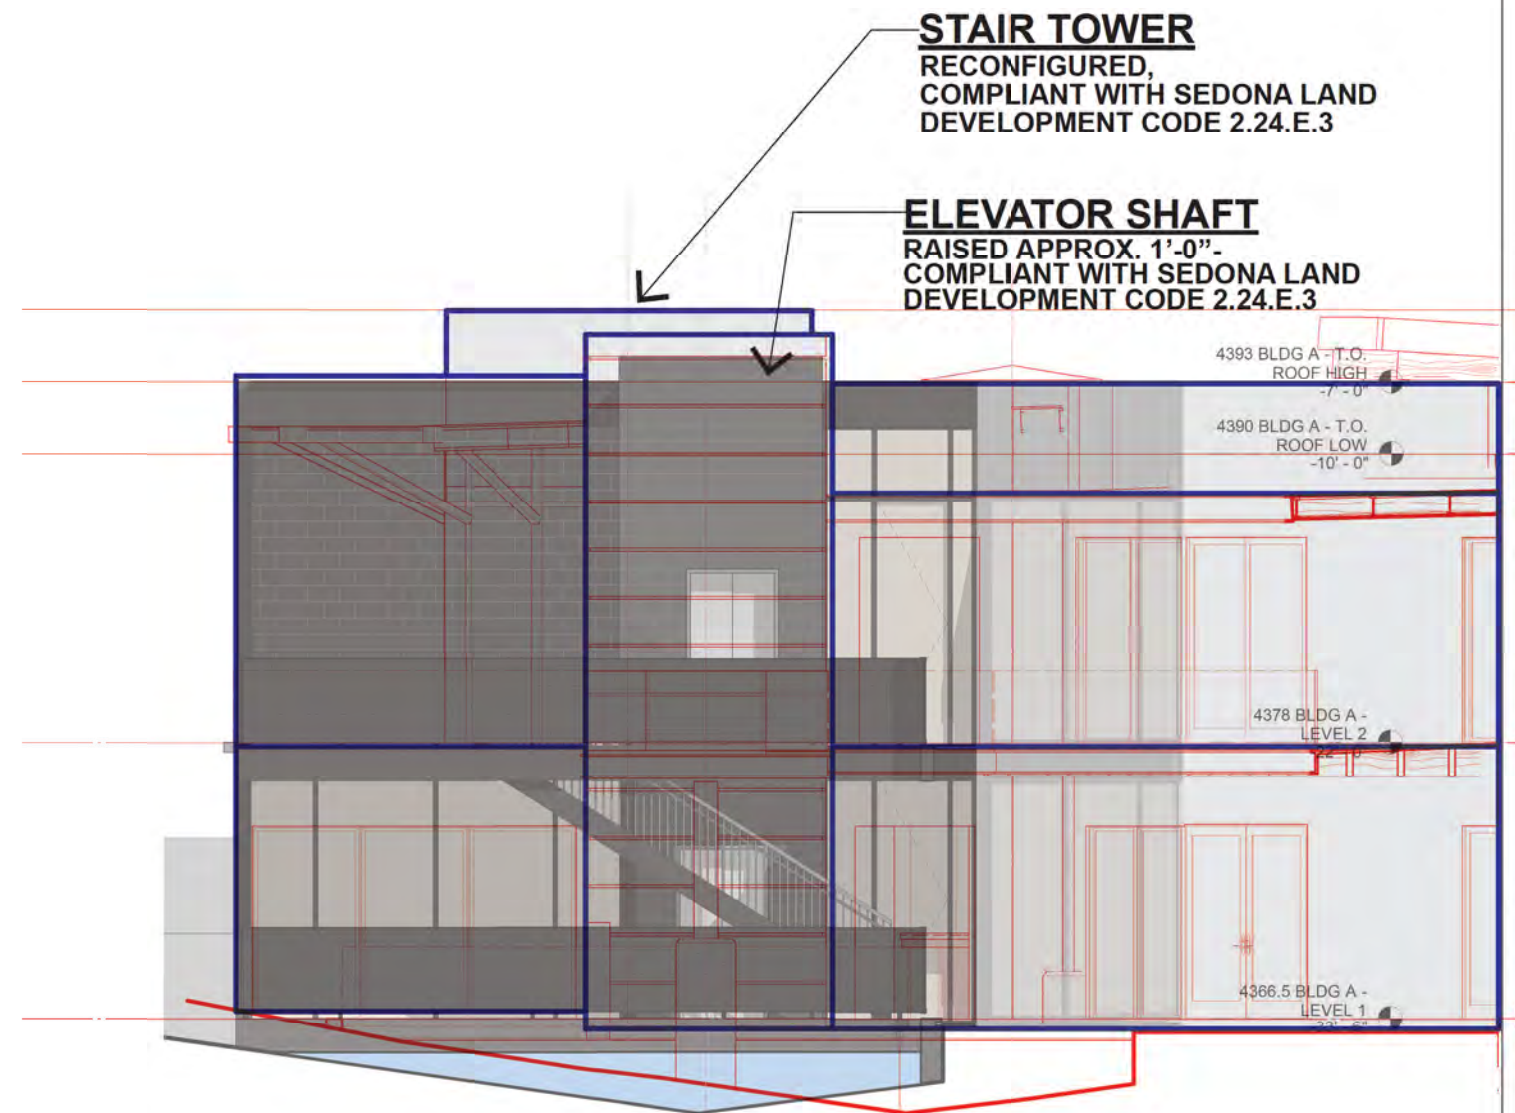 STAIR TOWER
RECONFIGURED,
COMPLIANT WITH SEDONA LAND
DEVELOPMENT CODE 2.24.E.3
ELEVATOR SHAFT
RAISED APPROX. 1’-0”-
COMPLIANT WITH SEDONA LAND
DEVELOPMENT CODE 2.24.E.3
4393 BLDG A - T.O.
ROOF HIGH
-7' - 0"
4390 BLDG A - T.O.
ROOF LOW
-10' - 0"
4378 BLDG A -
LEVEL 2
4366.5 BLDG A -
LEVEL 1